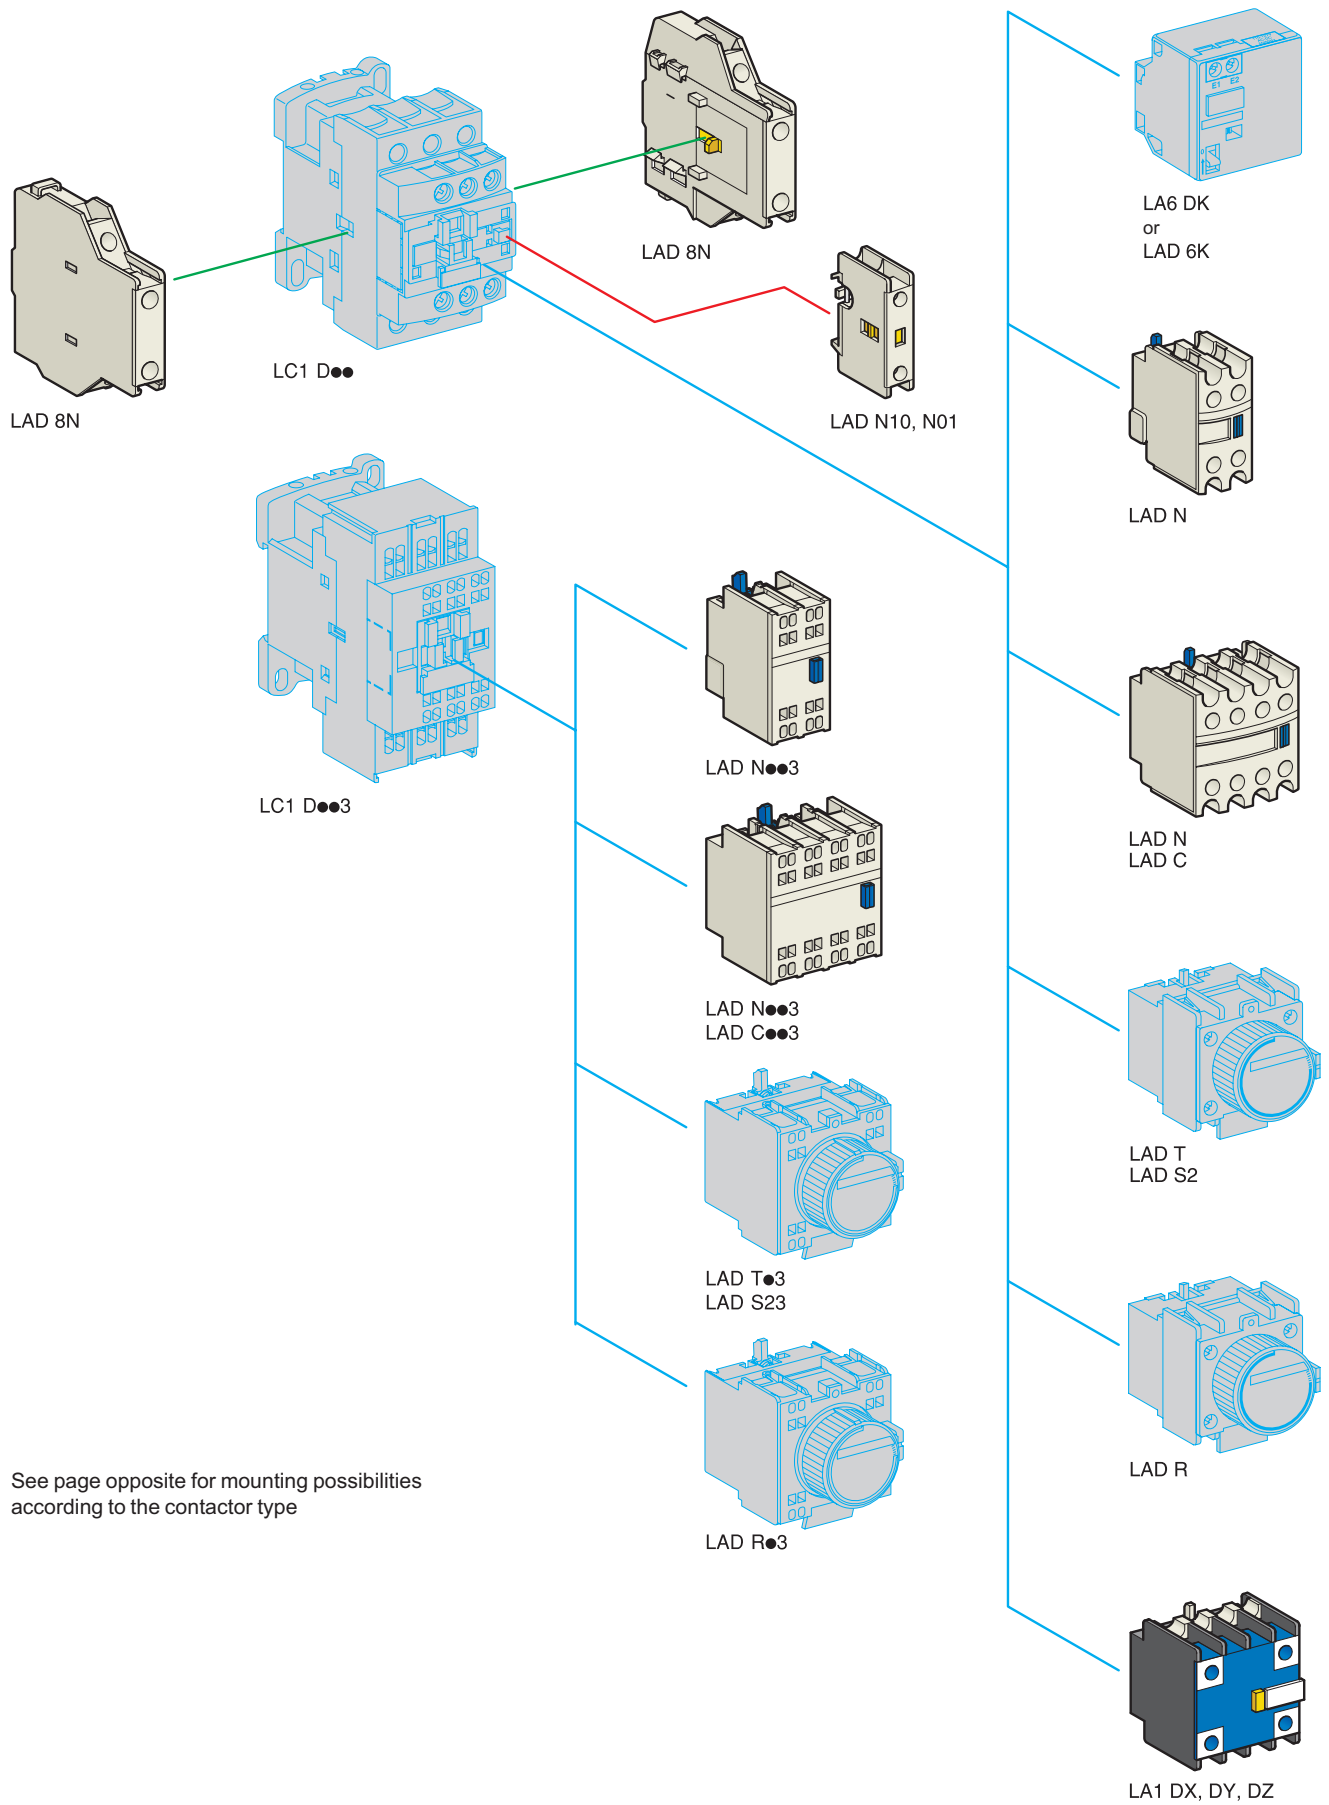 E1 E2
LA6 DK
or
LAD 6K
LAD 8N
LC1 D●●
LAD 8N
LAD N10, N01
LAD N
LC1 D●●3
LAD N●●3
LAD N
LAD C
LAD N●●3
LAD C●●3
LAD T
LAD S2
LAD T●3
LAD S23
LAD R
See page opposite for mounting possibilities
according to the contactor type
LAD R●3
LA1 DX, DY, DZ